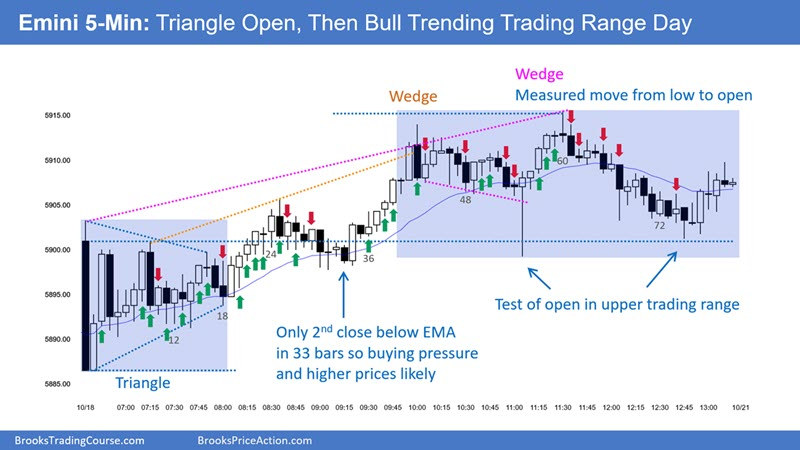 Emini 5-Min: Triangle Open, Then Bull Trending Trading Range Day
Wedge
Measured move from low to open
Wedge
5915.00
5910.00
5905.00
5900.00
5895.00
5890.00
5885.00
60
48
24
36
72
18
12
Test of open in upper trading range
Only 2nd close below EMA
in 33 bars so buying pressure
and higher prices likely
Triangle
10/18 07:00 07:15 07:30 07:45 08:00 08:15 08:30 08:45 09:00 09:15 09:30 09:45 10:00 10:15 10:30 10:45 11:00 11:15 11:30 11:45 12:00 12:15 12:30 12:45 13:00 10/21
BrooksTradingCourse.com BrooksPriceAction.com